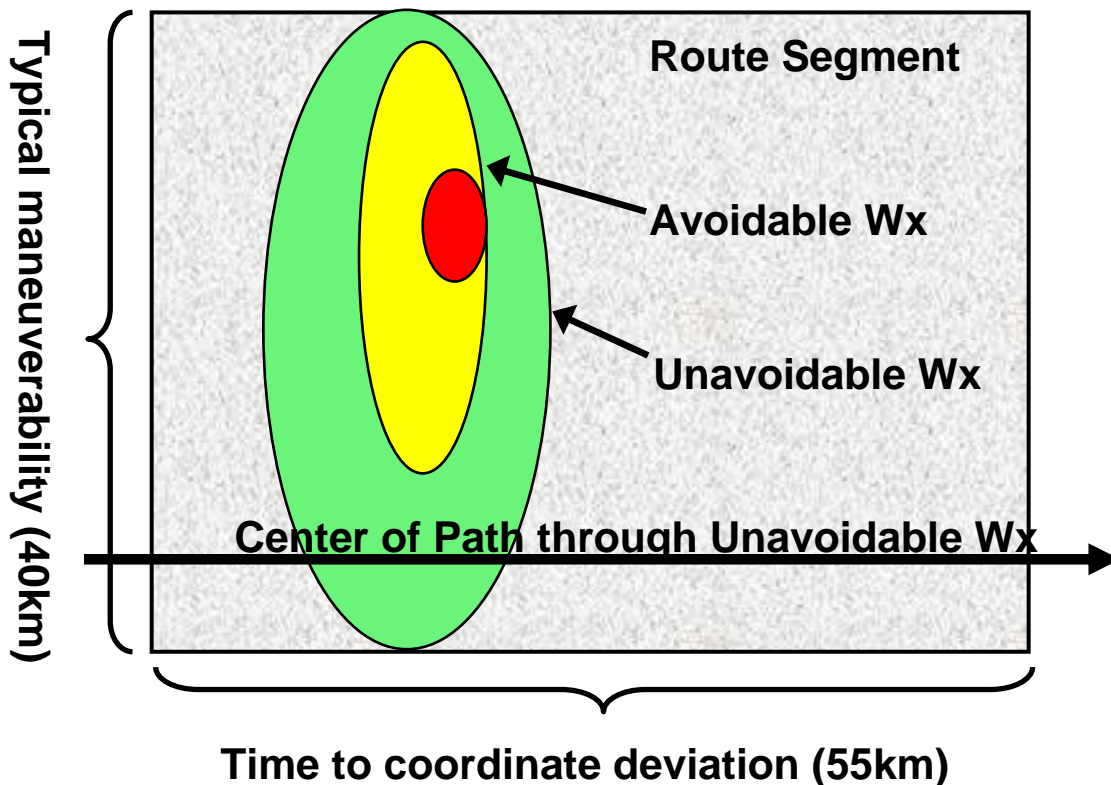 Typical maneuverability (40km)
Route Segment
Avoidable Wx
Unavoidable Wx
Center of Path through Unavoidable Wx
Time to coordinate deviation (55km)